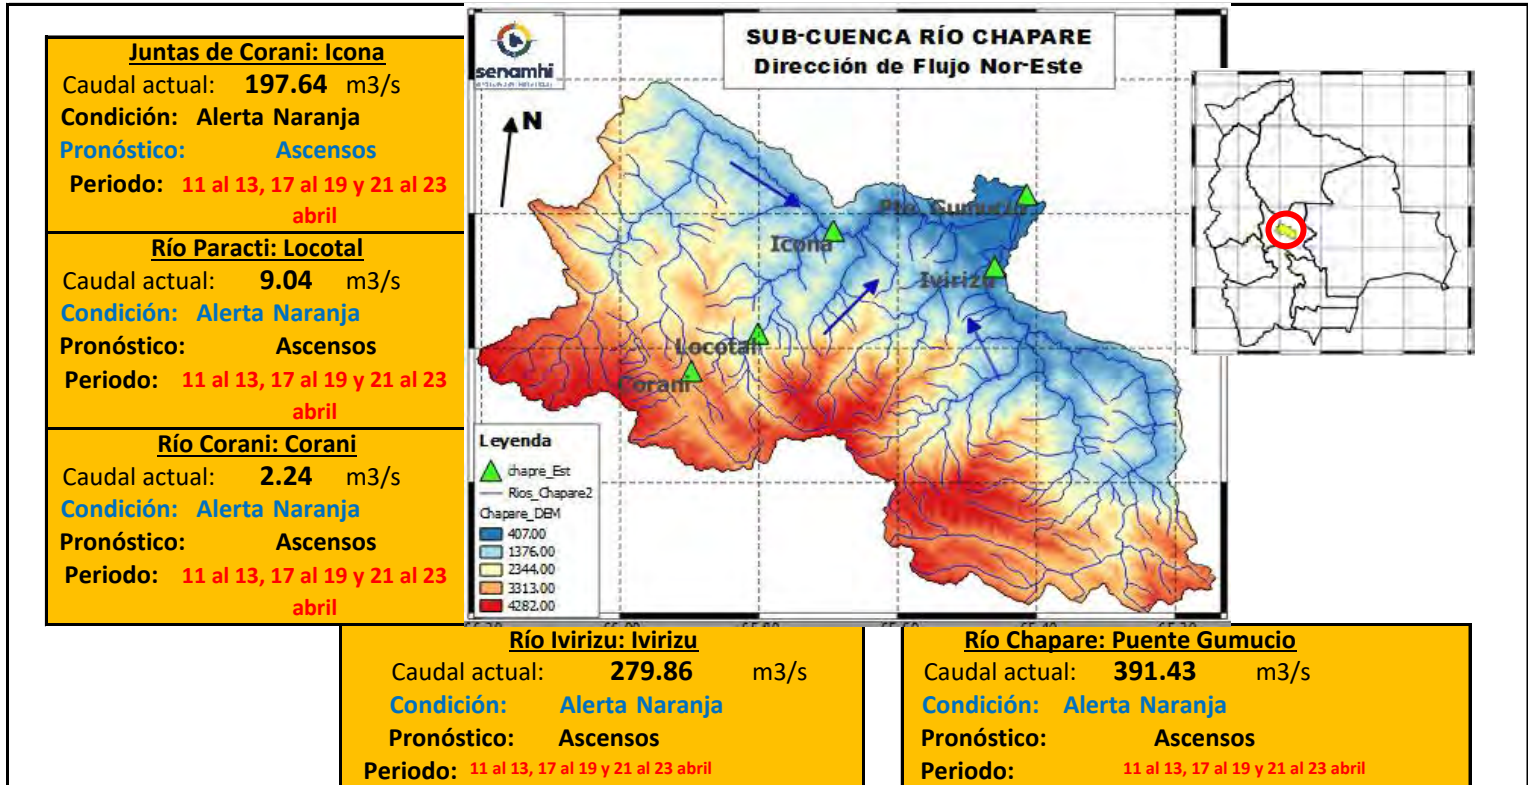 Juntas de Corani: Icona
Caudal actual: 197.64 m3/s
Condición: Alerta Naranja
Pronóstico: Ascensos
Periodo: 11 al 13, 17 al 19 y 21 al 23
abril
Río Paracti: Locotal
Caudal actual: 9.04 m3/s
Condición: Alerta Naranja
Pronóstico: Ascensos
Periodo: 11 al 13, 17 al 19 y 21 al 23
abril
Río Corani: Corani
Caudal actual: 2.24 m3/s
Condición: Alerta Naranja
Pronóstico: Ascensos
Periodo: 11 al 13, 17 al 19 y 21 al 23
abril
senamhi
SUB-CUENCA RÍO CHAPARE
Dirección de Flujo Nor-Este
N
Pte. Gumucio
Icona
Ivirizu
Locotal
Corani
Leyenda
chapre_Est
Rios_Chapare2
Chapare_DEM
407.00
1376.00
2344.00
3313.00
4282.00
Río Ivirizu: Ivirizu
Caudal actual: 279.86 m3/s
Condición: Alerta Naranja
Pronóstico: Ascensos
Periodo: 11 al 13, 17 al 19 y 21 al 23 abril
Río Chapare: Puente Gumucio
Caudal actual: 391.43 m3/s
Condición: Alerta Naranja
Pronóstico: Ascensos
Periodo: 11 al 13, 17 al 19 y 21 al 23 abril